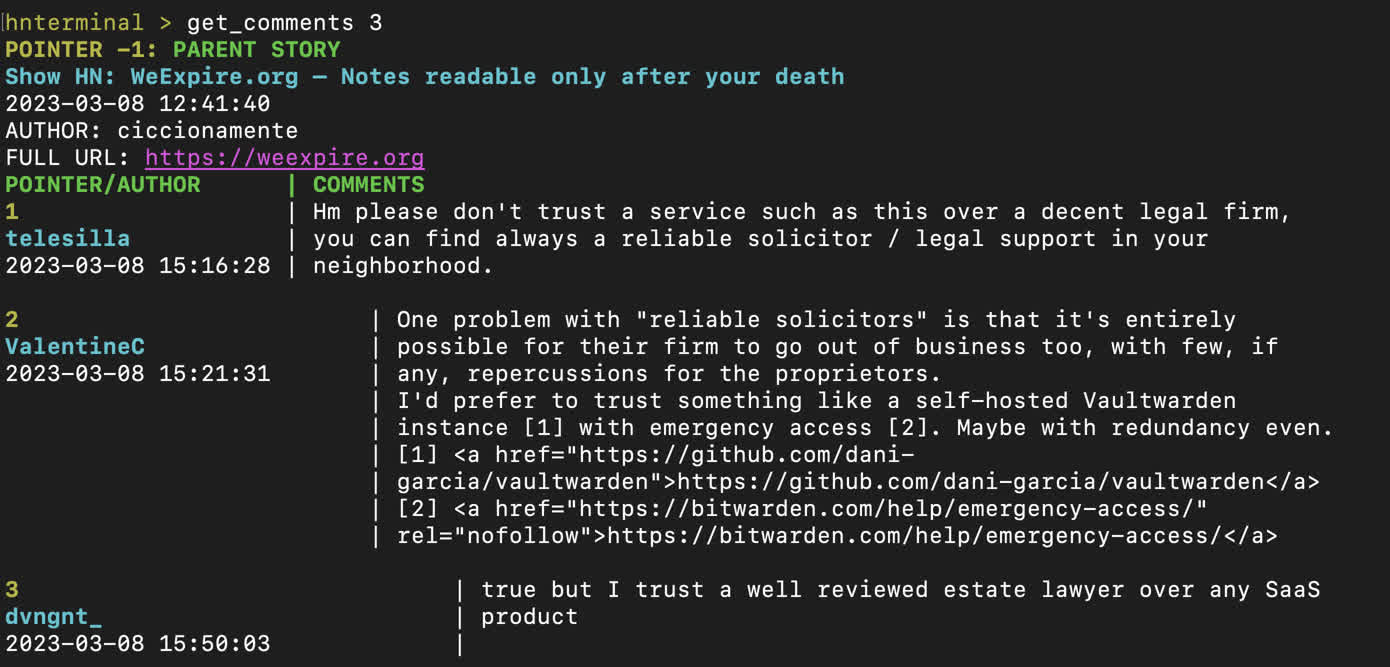 hnterminal > get_comments 3
POINTER -1: PARENT STORY
Show HN: WeExpire.org – Notes readable only after your death
2023-03-08 12:41:40
AUTHOR: ciccionamente
FULL URL: https://weexpire.org
POINTER/AUTHOR | COMMENTS
1 | Hm please don't trust a service such as this over a decent legal firm,
telesilla | you can find always a reliable solicitor / legal support in your
2023-03-08 15:16:28 | neighborhood.
2 | One problem with "reliable solicitors" is that it's entirely
ValentineC | possible for their firm to go out of business too, with few, if
2023-03-08 15:21:31 | any, repercussions for the proprietors.
| I'd prefer to trust something like a self-hosted Vaultwarden
| instance [1] with emergency access [2]. Maybe with redundancy even.
| [1] <a href="https://github.com/dani-
| garcia/vaultwarden">https://github.com/dani-garcia/vaultwarden</a>
| [2] <a href="https://bitwarden.com/help/emergency-access/"
| rel="nofollow">https://bitwarden.com/help/emergency-access/</a>
3 | true but I trust a well reviewed estate lawyer over any SaaS
dvngnt_ | product
2023-03-08 15:50:03 |